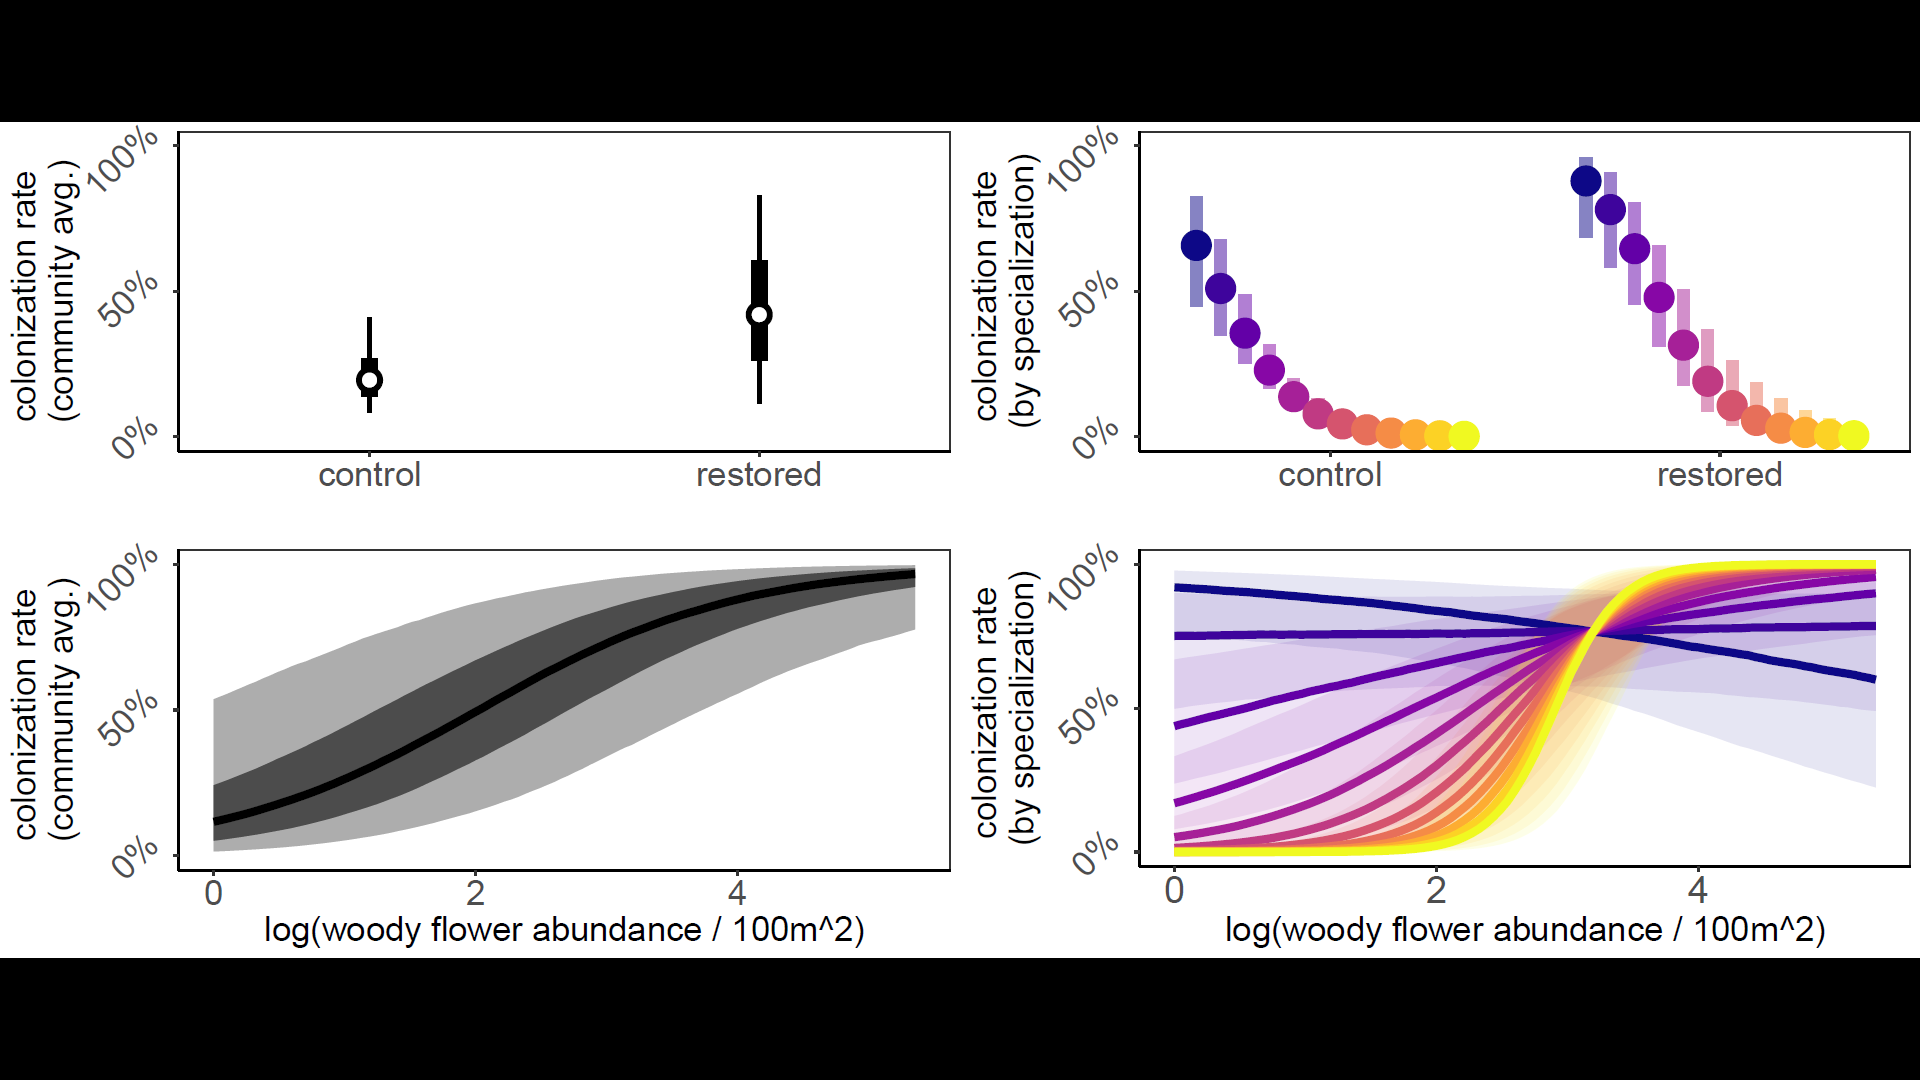 colonization rate
(community avg.)
100%
50%
0%
control
restored
colonization rate
(by specialization)
100%
50%
0%
control
restored
colonization rate
(community avg.)
100%
50%
0%
0
2
4
log(woody flower abundance / 100m^2)
colonization rate
(by specialization)
100%
50%
0%
0
2
4
log(woody flower abundance / 100m^2)